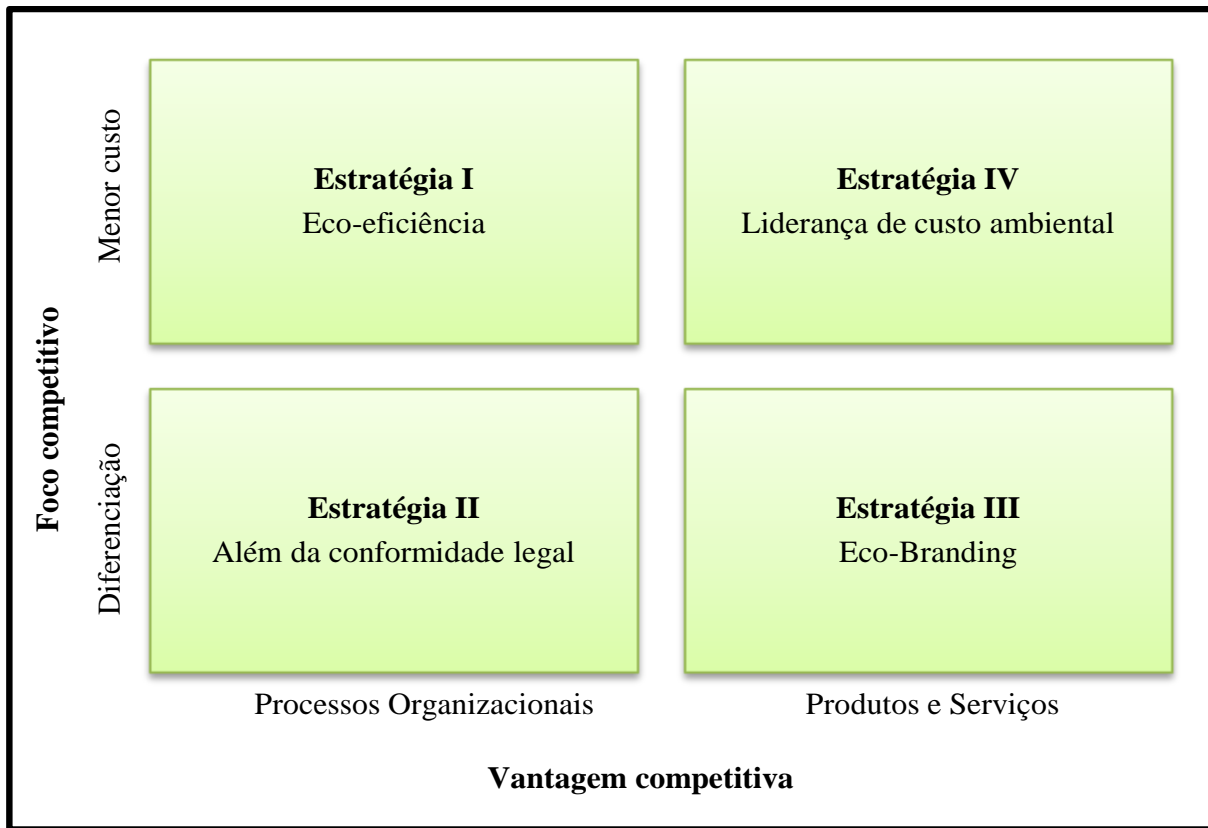 Foco competitivo
Menor custo
Diferenciação
Estratégia I
Eco-eficiência
Estratégia IV
Liderança de custo ambiental
Estratégia II
Além da conformidade legal
Estratégia III
Eco-Branding
Processos Organizacionais
Produtos e Serviços
Vantagem competitiva